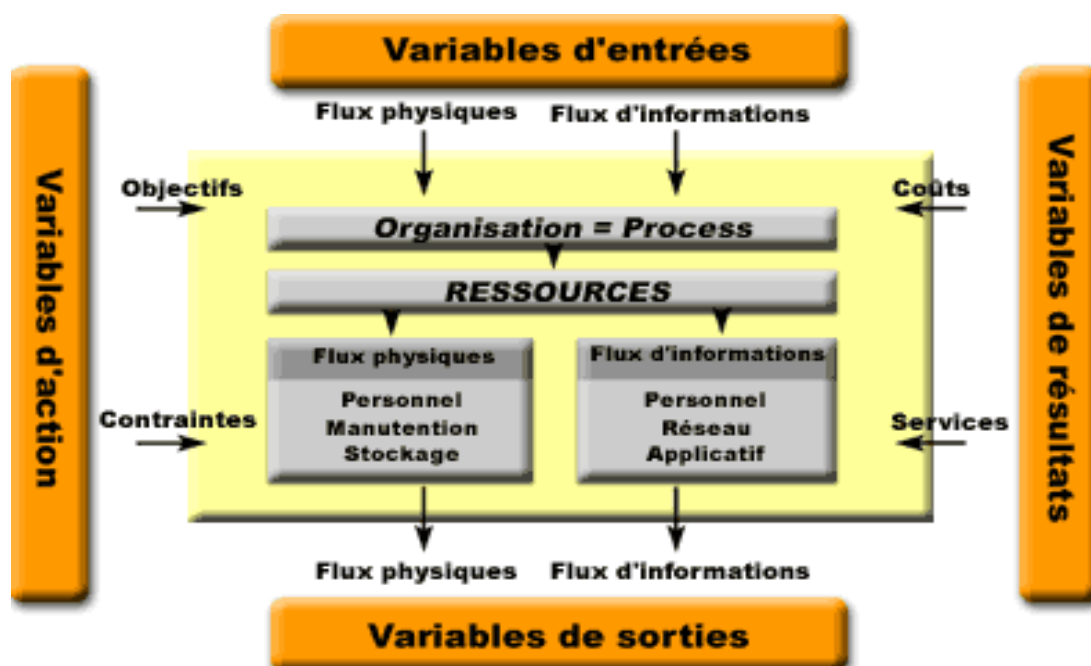 Variables d'entrées
Flux physiques
Flux d'informations
Variables d'action
Objectifs
Coûts
Variables de résultats
Organisation = Process
RESSOURCES
Flux physiques
Flux d'informations
Personnel
Manutention
Stockage
Personnel
Réseau
Applicatif
Contraintes
Services
Flux physiques
Flux d'informations
Variables de sorties